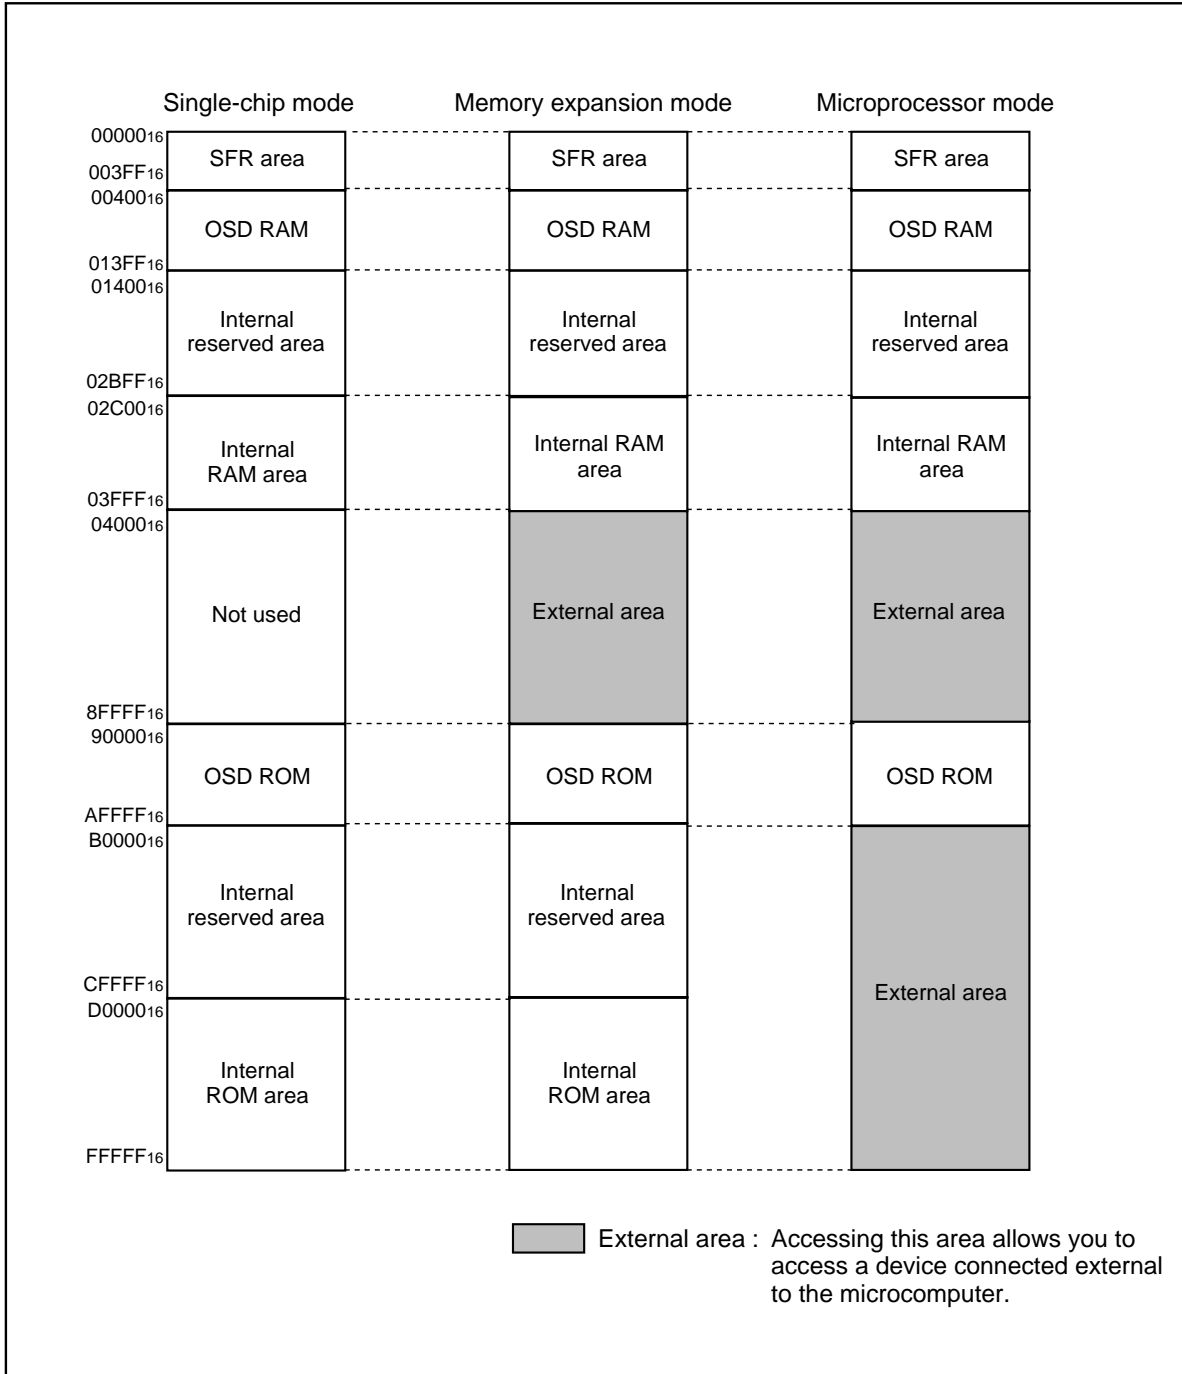 Single-chip mode
Memory expansion mode
Microprocessor mode
00000₁₆
SFR area
SFR area
SFR area
003FF₁₆
00400₁₆
OSD RAM
OSD RAM
OSD RAM
013FF₁₆
01400₁₆
Internal
reserved area
Internal
reserved area
Internal
reserved area
02BFF₁₆
02C00₁₆
Internal
RAM area
Internal RAM
area
Internal RAM
area
03FFF₁₆
04000₁₆
Not used
External area
External area
8FFFF₁₆
90000₁₆
OSD ROM
OSD ROM
OSD ROM
AFFFF₁₆
B0000₁₆
Internal
reserved area
Internal
reserved area
External area
CFFFF₁₆
D0000₁₆
Internal
ROM area
Internal
ROM area
FFFFF₁₆
External area : Accessing this area allows you to
access a device connected external
to the microcomputer.